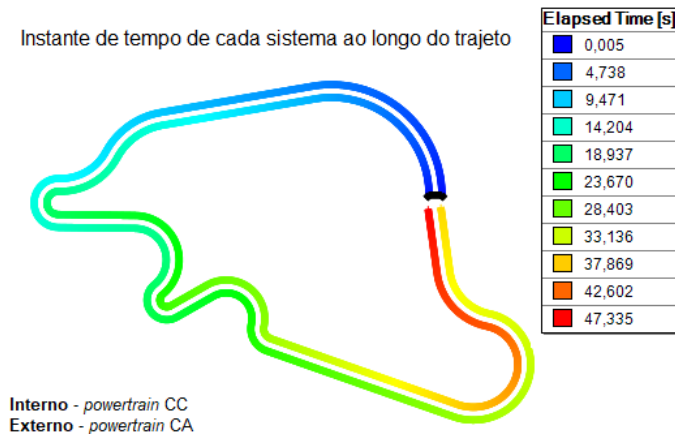 Instante de tempo de cada sistema ao longo do trajeto
Elapsed Time [s]
0,005
4,738
9,471
14,204
18,937
23,670
28,403
33,136
37,869
42,602
47,335
Interno - powertrain CC
Externo - powertrain CA